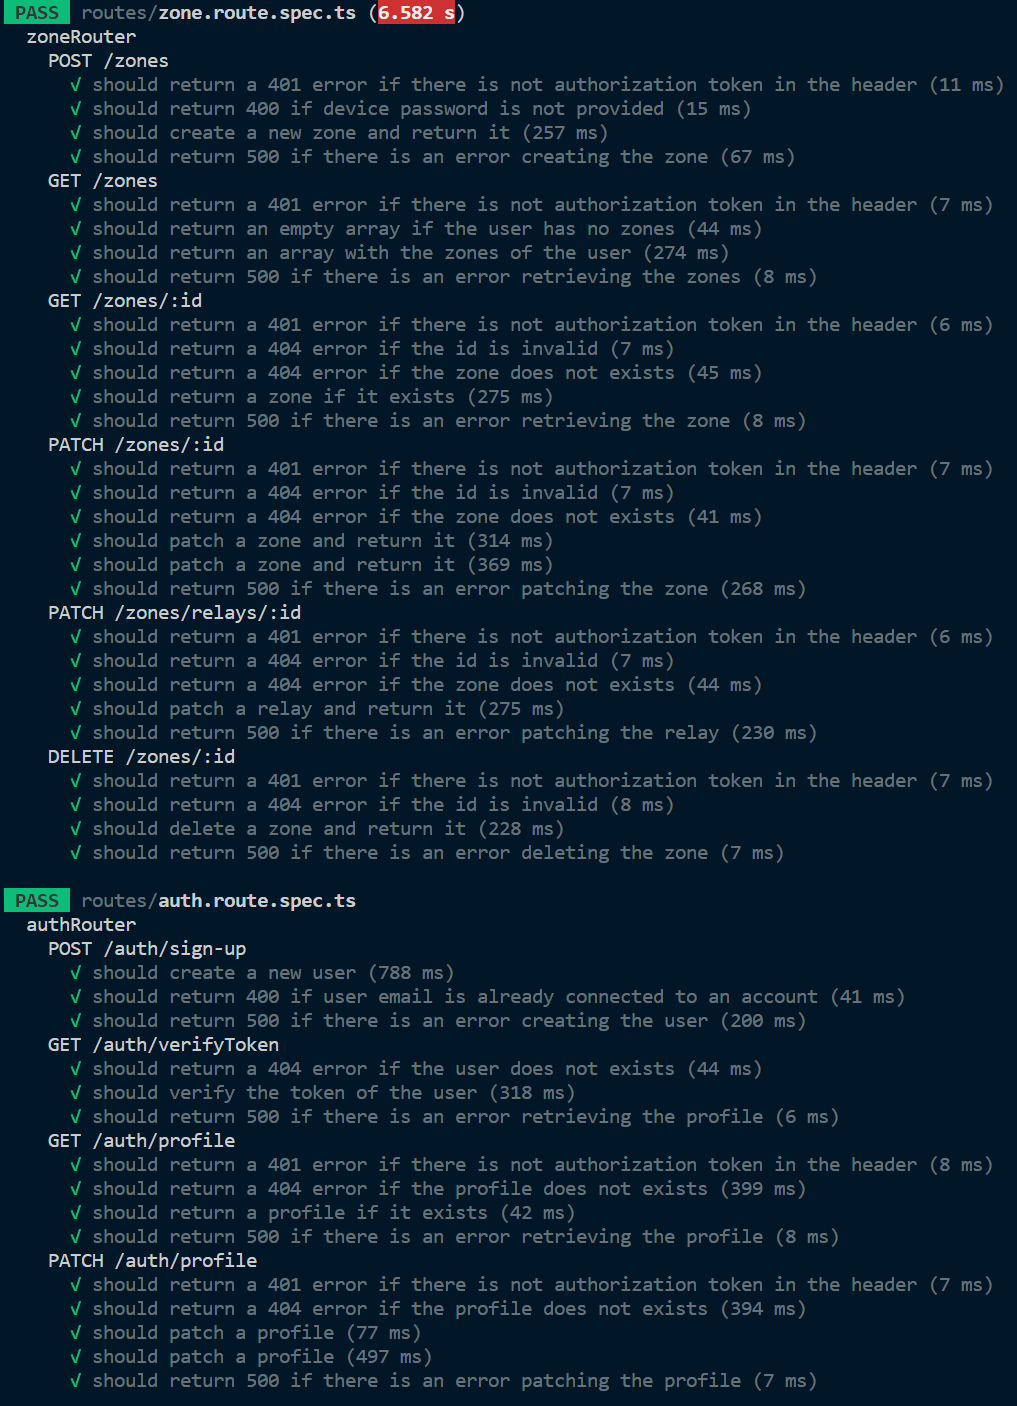 PASS routes/zone.route.spec.ts (6.582 s)
zoneRouter
POST /zones
√ should return a 401 error if there is not authorization token in the header (11 ms)
√ should return 400 if device password is not provided (15 ms)
√ should create a new zone and return it (257 ms)
√ should return 500 if there is an error creating the zone (67 ms)
GET /zones
√ should return a 401 error if there is not authorization token in the header (7 ms)
√ should return an empty array if the user has no zones (44 ms)
√ should return an array with the zones of the user (274 ms)
√ should return 500 if there is an error retrieving the zones (8 ms)
GET /zones/:id
√ should return a 401 error if there is not authorization token in the header (6 ms)
√ should return a 404 error if the id is invalid (7 ms)
√ should return a 404 error if the zone does not exists (45 ms)
√ should return a zone if it exists (275 ms)
√ should return 500 if there is an error retrieving the zone (8 ms)
PATCH /zones/:id
√ should return a 401 error if there is not authorization token in the header (7 ms)
√ should return a 404 error if the id is invalid (7 ms)
√ should return a 404 error if the zone does not exists (41 ms)
√ should patch a zone and return it (314 ms)
√ should patch a zone and return it (369 ms)
√ should return 500 if there is an error patching the zone (268 ms)
PATCH /zones/relays/:id
√ should return a 401 error if there is not authorization token in the header (6 ms)
√ should return a 404 error if the id is invalid (7 ms)
√ should return a 404 error if the zone does not exists (44 ms)
√ should patch a relay and return it (275 ms)
√ should return 500 if there is an error patching the relay (230 ms)
DELETE /zones/:id
√ should return a 401 error if there is not authorization token in the header (7 ms)
√ should return a 404 error if the id is invalid (8 ms)
√ should delete a zone and return it (228 ms)
√ should return 500 if there is an error deleting the zone (7 ms)
PASS routes/auth.route.spec.ts
authRouter
POST /auth/sign-up
√ should create a new user (788 ms)
√ should return 400 if user email is already connected to an account (41 ms)
√ should return 500 if there is an error creating the user (200 ms)
GET /auth/verifyToken
√ should return a 404 error if the user does not exists (44 ms)
√ should verify the token of the user (318 ms)
√ should return 500 if there is an error retrieving the profile (6 ms)
GET /auth/profile
√ should return a 401 error if there is not authorization token in the header (8 ms)
√ should return a 404 error if the profile does not exists (399 ms)
√ should return a profile if it exists (42 ms)
√ should return 500 if there is an error retrieving the profile (8 ms)
PATCH /auth/profile
√ should return a 401 error if there is not authorization token in the header (7 ms)
√ should return a 404 error if the profile does not exists (394 ms)
√ should patch a profile (77 ms)
√ should patch a profile (497 ms)
√ should return 500 if there is an error patching the profile (7 ms)